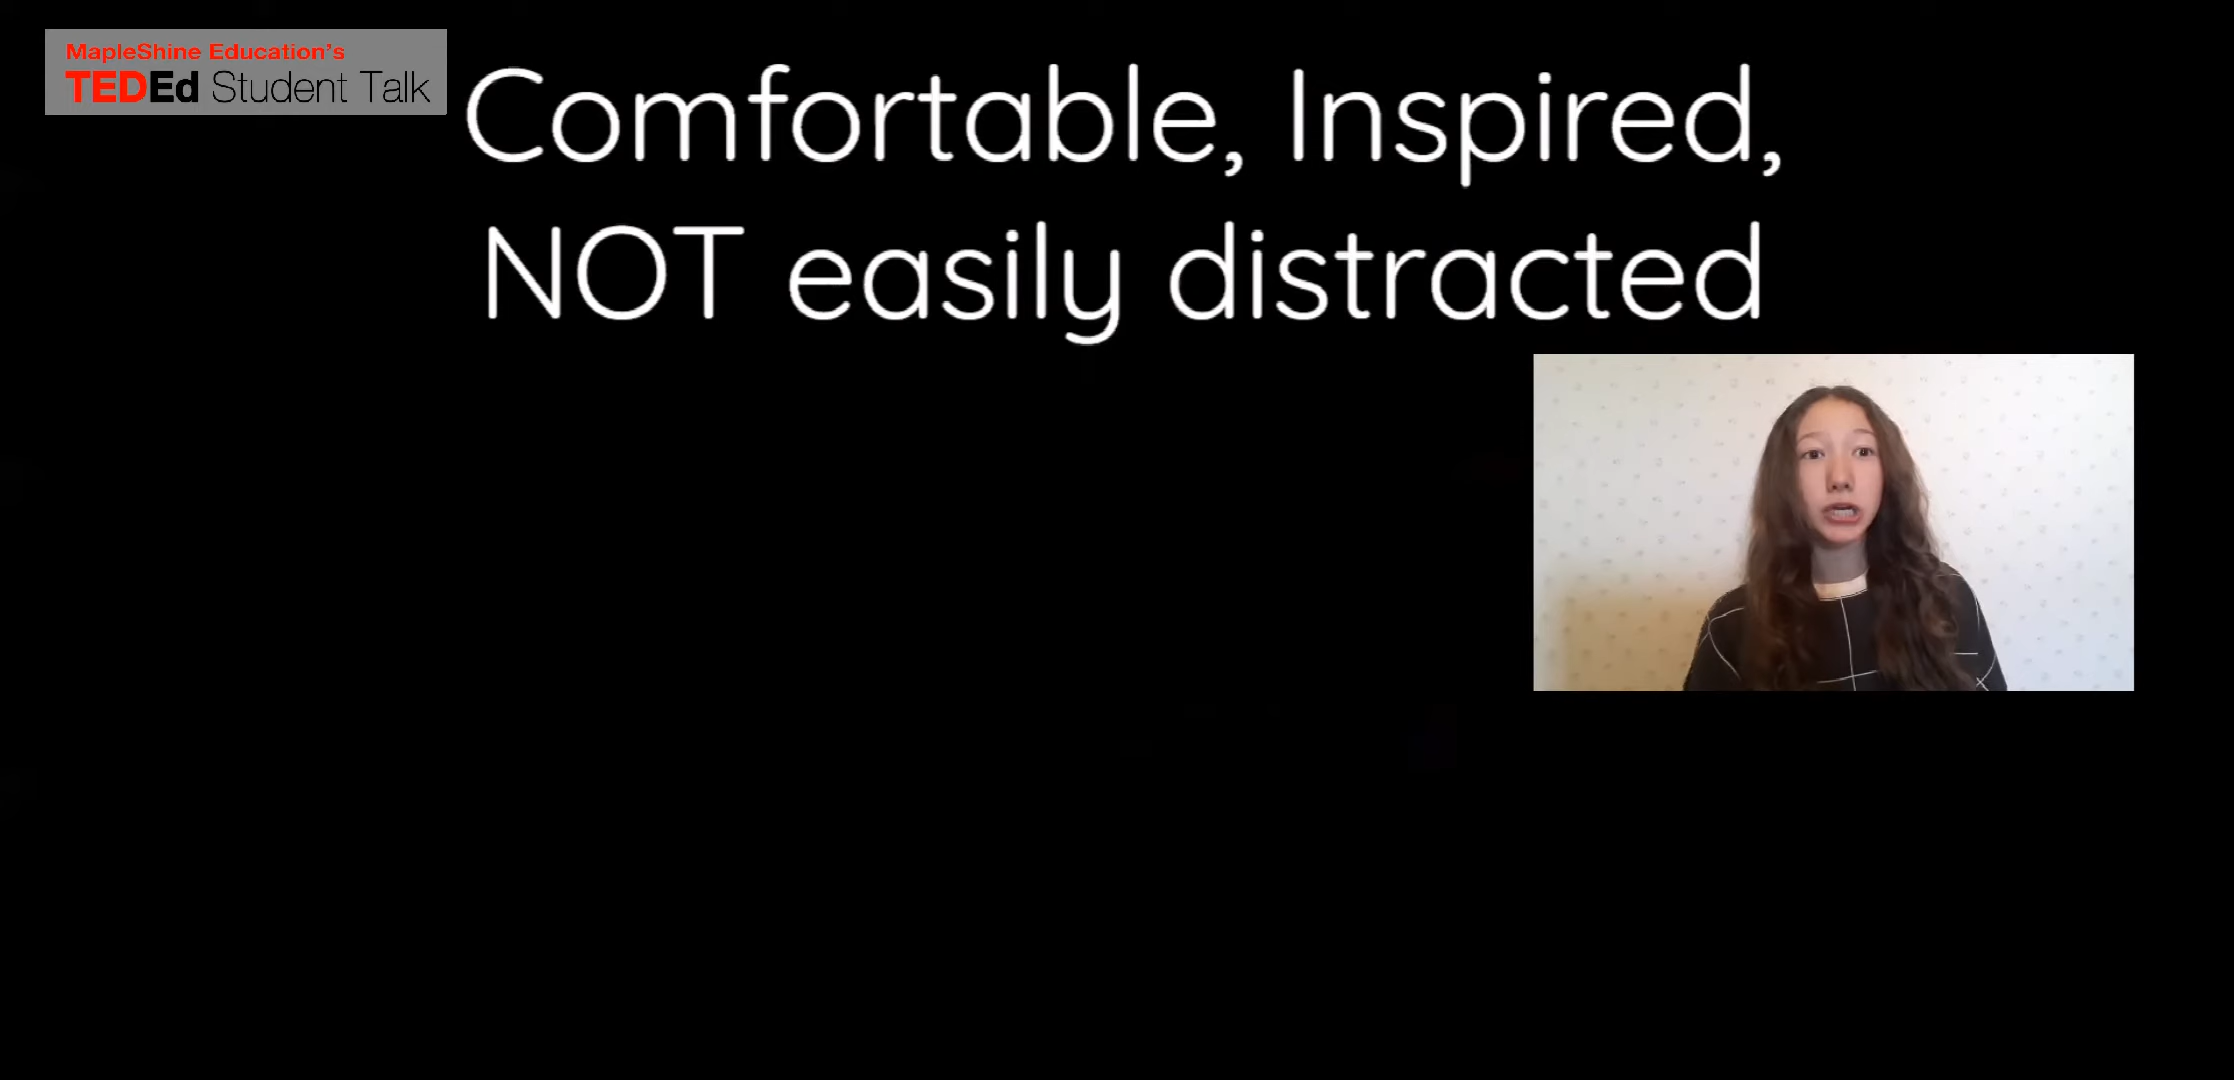 MapleShine Education's
TEDEd Student Talk
Comfortable, Inspired,
NOT easily distracted